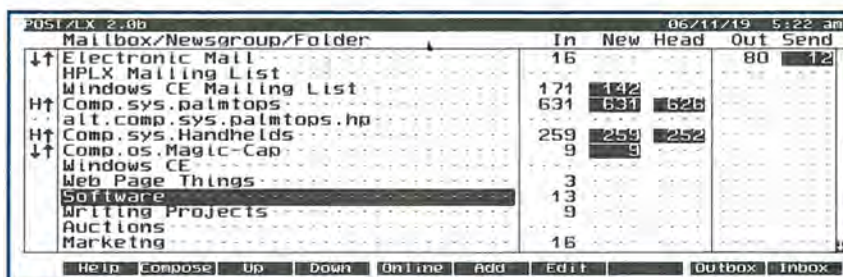 POST/LX 2.0b 06/11/19 5:22 am
Mailbox/Newsgroup/Folder In New Head Out Send
↓↑ Electronic Mail 16 80 12
HPLX Mailing List
Windows CE Mailing List 171 142
H↑ Comp.sys.palmtops 631 631 626
alt.comp.sys.palmtops.hp
H↑ Comp.sys.Handhelds 259 259 252
↓↑ Comp.os.Magic-Cap 9 9
Windows CE
Web Page Things 3
Software 13
Writing Projects 9
Auctions
Marketng 16
Help Compose Up Down Online Add Edit Outbox Inbox